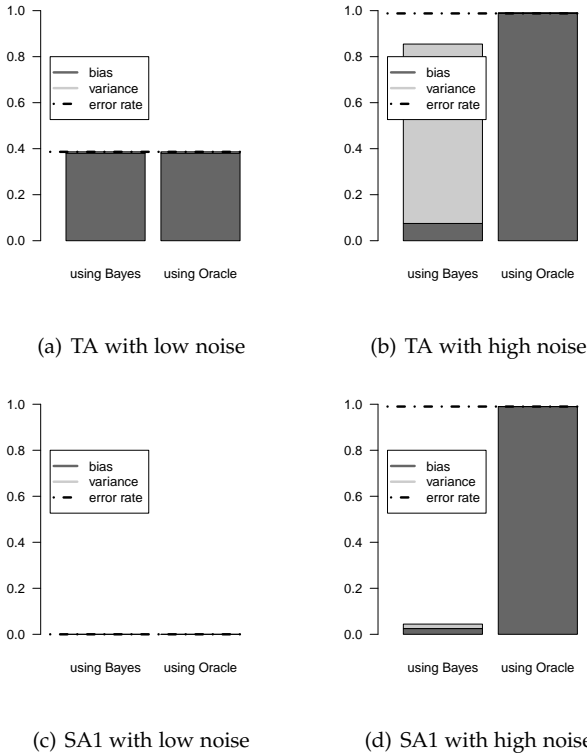 1.0
0.8
0.6
0.4
0.2
0.0
bias
variance
error rate
using Bayes
using Oracle
(a) TA with low noise
1.0
0.8
0.6
0.4
0.2
0.0
bias
variance
error rate
using Bayes
using Oracle
(b) TA with high noise
1.0
0.8
0.6
0.4
0.2
0.0
bias
variance
error rate
using Bayes
using Oracle
(c) SA1 with low noise
1.0
0.8
0.6
0.4
0.2
0.0
bias
variance
error rate
using Bayes
using Oracle
(d) SA1 with high noise